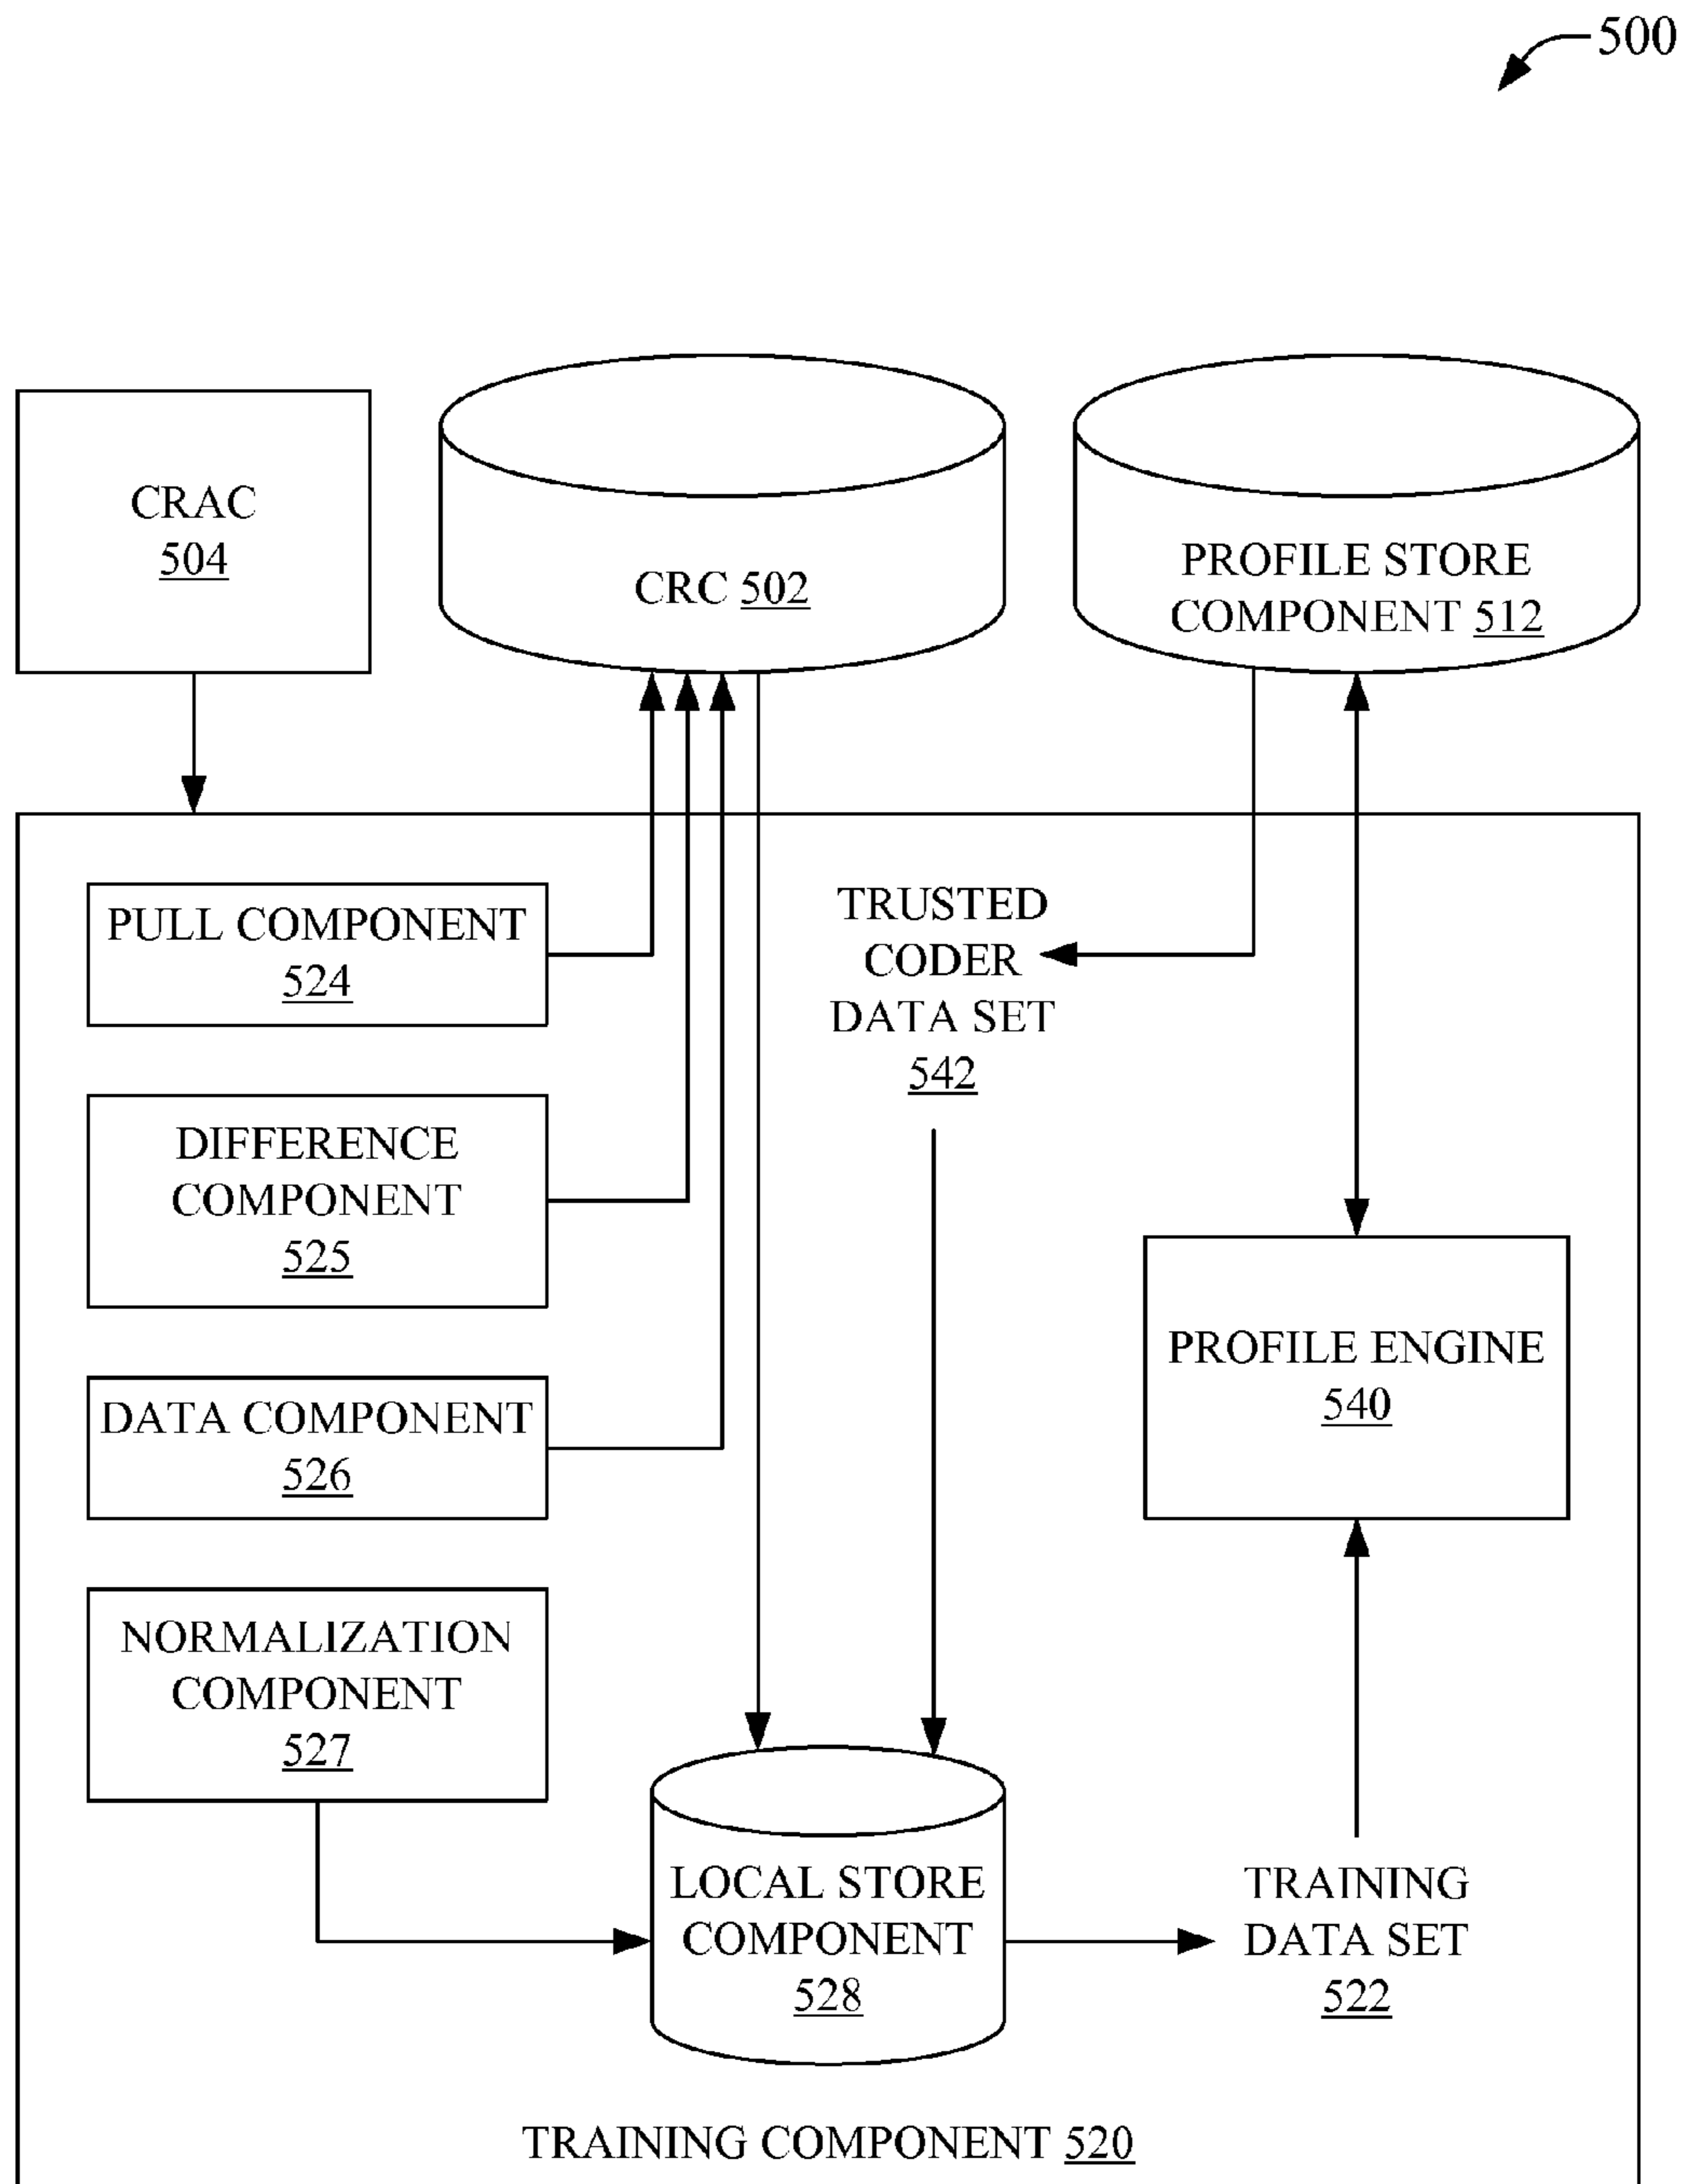 500
CRAC
504
CRC 502
PROFILE STORE
COMPONENT 512
PULL COMPONENT
524
TRUSTED
CODER
DATA SET
542
DIFFERENCE
COMPONENT
525
PROFILE ENGINE
540
DATA COMPONENT
526
NORMALIZATION
COMPONENT
527
LOCAL STORE
COMPONENT
528
TRAINING
DATA SET
522
TRAINING COMPONENT 520